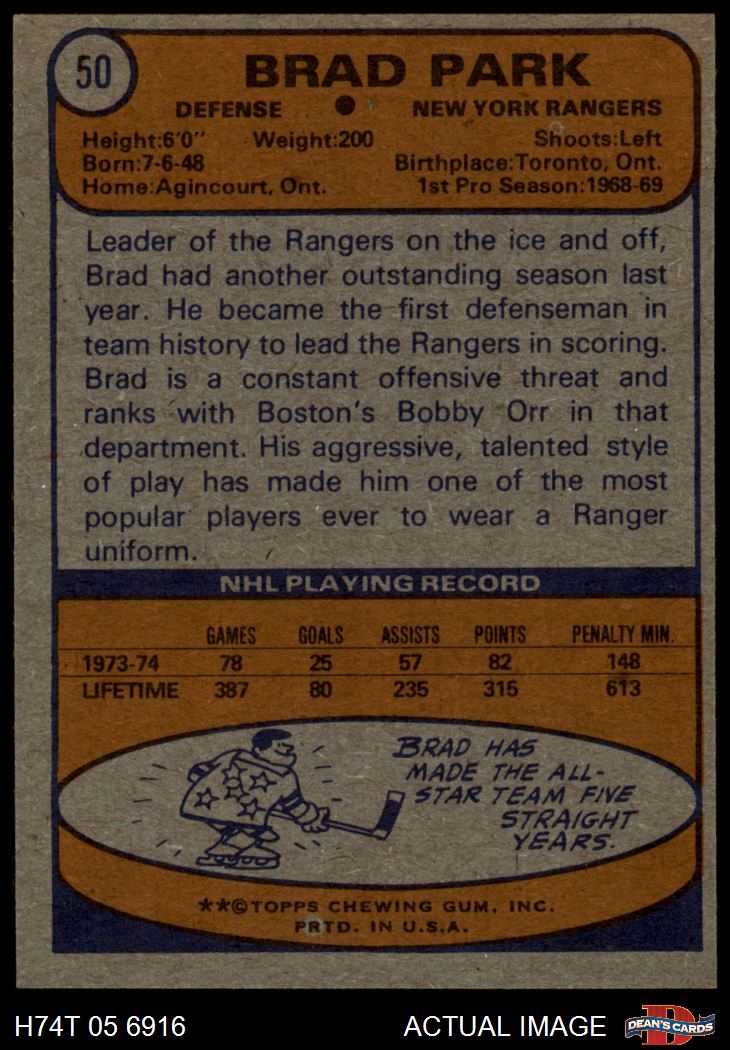 50
BRAD PARK
DEFENSE ● NEW YORK RANGERS
Height:6'0" Weight:200 Shoots:Left
Born:7-6-48 Birthplace:Toronto, Ont.
Home:Agincourt, Ont. 1st Pro Season:1968-69
Leader of the Rangers on the ice and off,
Brad had another outstanding season last
year. He became the first defenseman in
team history to lead the Rangers in scoring.
Brad is a constant offensive threat and
ranks with Boston's Bobby Orr in that
department. His aggressive, talented style
of play has made him one of the most
popular players ever to wear a Ranger
uniform.
NHL PLAYING RECORD
GAMES GOALS ASSISTS POINTS PENALTY MIN.
1973-74 78 25 57 82 148
LIFETIME 387 80 235 315 613
BRAD HAS
MADE THE ALL-
STAR TEAM FIVE
STRAIGHT
YEARS.
**©TOPPS CHEWING GUM, INC.
PRTD. IN U.S.A.
H74T 05 6916 ACTUAL IMAGE D DEAN'S CARDS